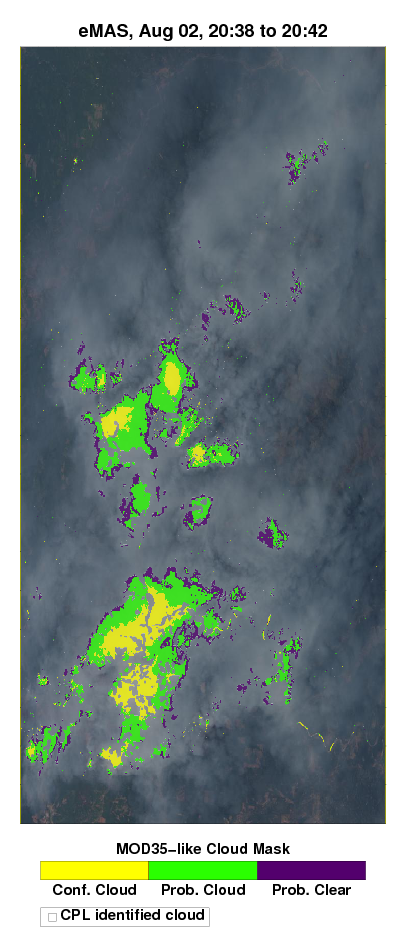 eMAS, Aug 02, 20:38 to 20:42
MOD35-like Cloud Mask
Conf. Cloud Prob. Cloud Prob. Clear
CPL identified cloud